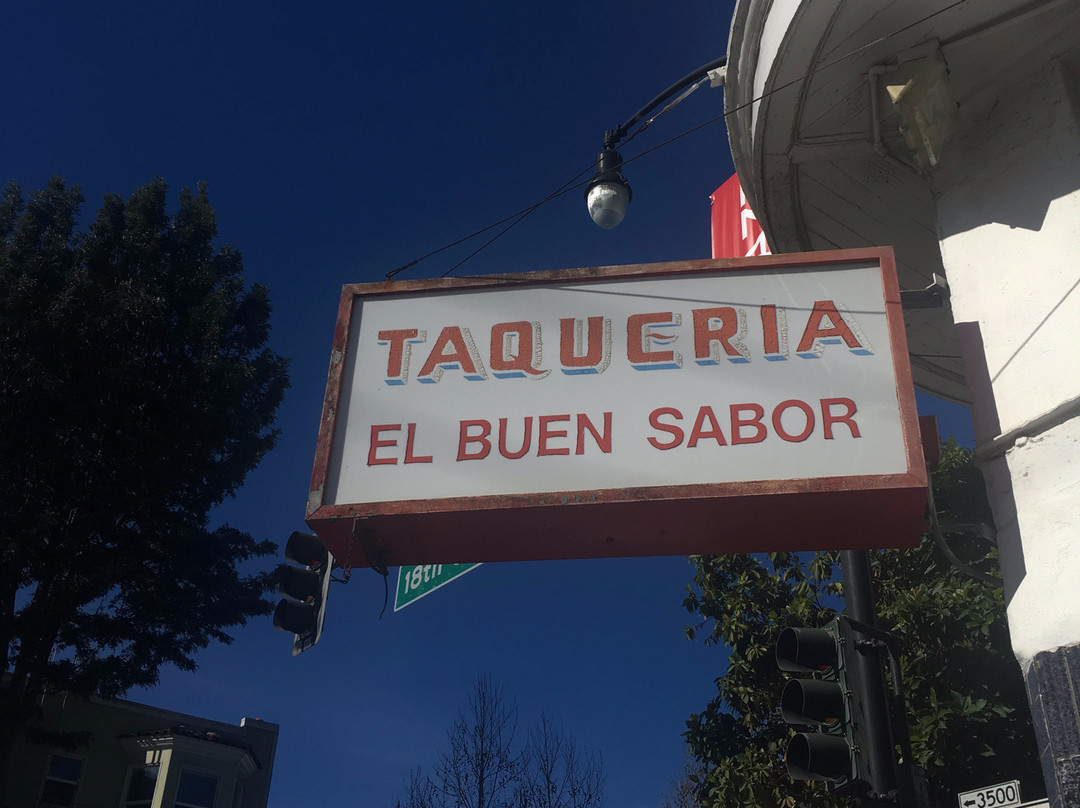 TAQUERIA
EL BUEN SABOR
18th
←3500